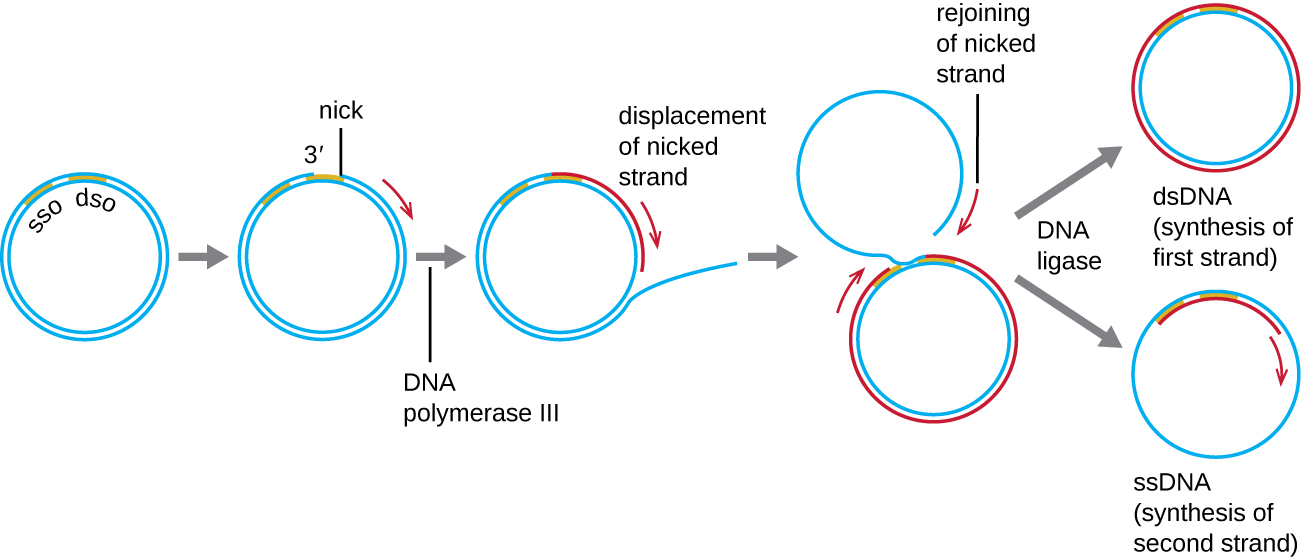 sso
dso
nick
3′
DNA
polymerase III
displacement
of nicked
strand
rejoining
of nicked
strand
DNA
ligase
dsDNA
(synthesis of
first strand)
ssDNA
(synthesis of
second strand)